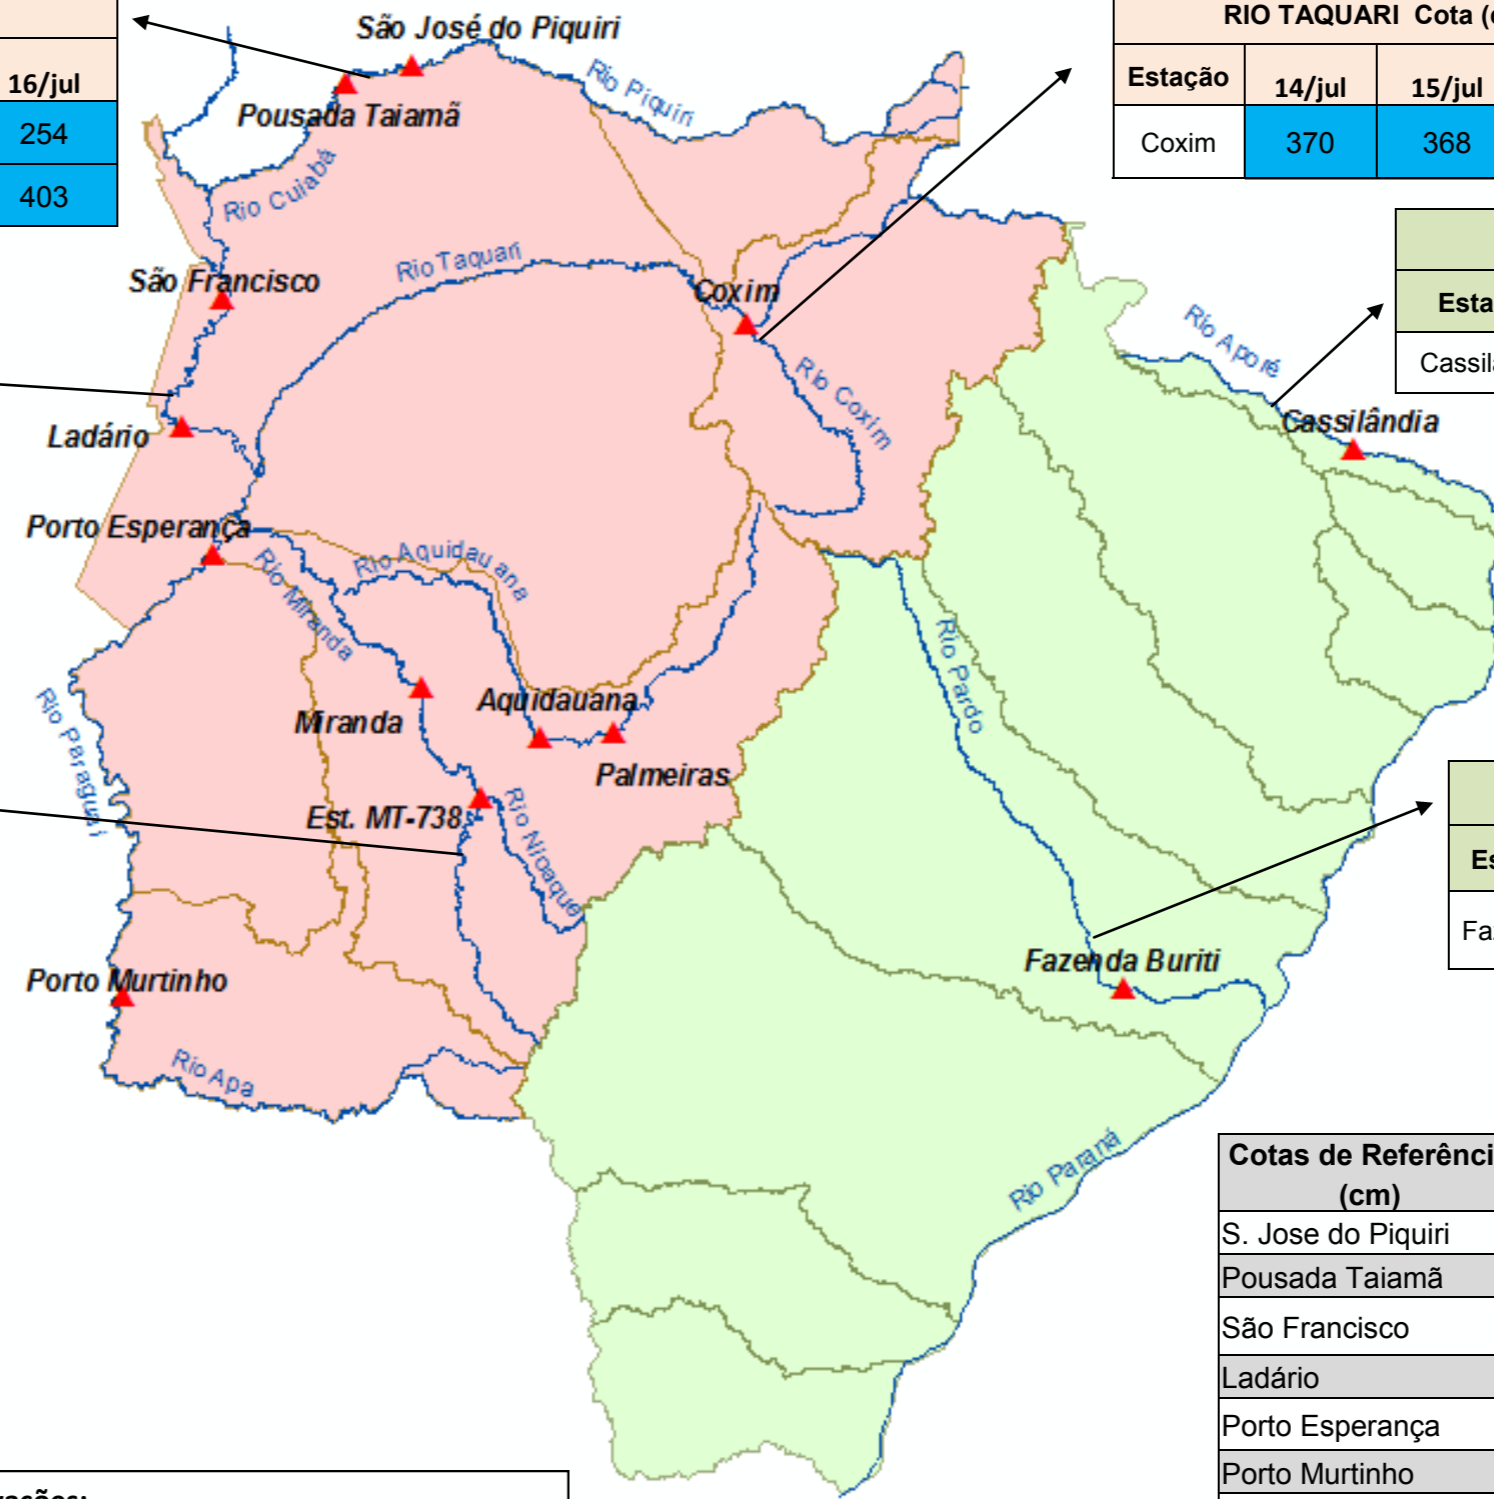 16/jul
254
403
São José do Piquiri
Pousada Taiamã
Rio Piquiri
Rio Cuiabá
RIO TAQUARI Cota (c
Estação 14/jul 15/jul
Coxim 370 368
São Francisco
Rio Taquari
Coxim
Rio Coxim
Esta
Cassil
Rio Aporé
Cassilândia
Ladário
Porto Esperança
Rio Miranda
Rio Aquidauana
Rio Pardo
Rio Paraguai
Miranda
Aquidauana
Palmeiras
Est. MT-738
Rio Nioaque
Es
Fa
Fazenda Buriti
Porto Murtinho
Rio Apa
Rio Paraná
Cotas de Referênci
(cm)
S. Jose do Piquiri
Pousada Taiamã
São Francisco
Ladário
Porto Esperança
Porto Murtinho